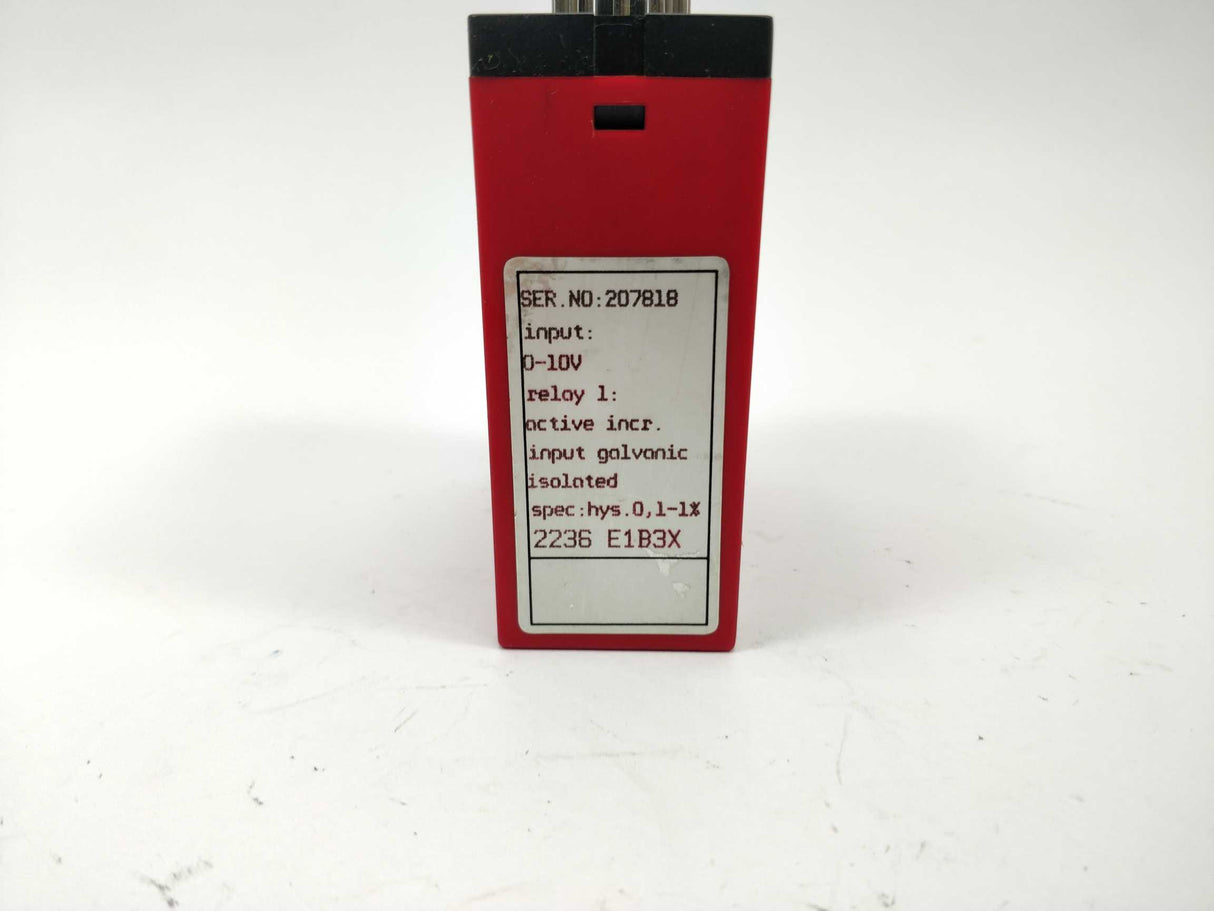 SER.NO:207818
input:
0-10V
relay 1:
active incr.
input galvanic
isolated
spec:hys.0,1-1%
2236 E1B3X